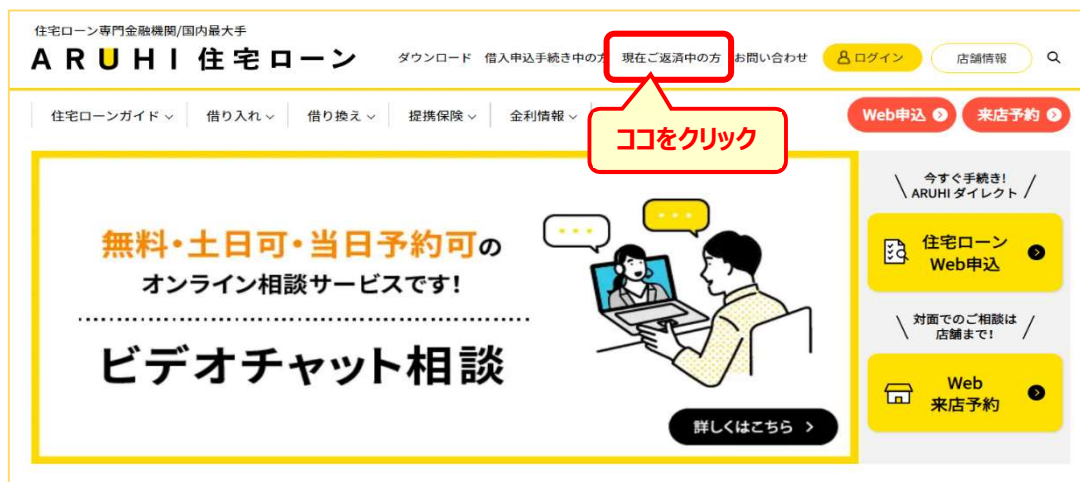 住宅ローン専門金融機関/国内最大手
ARUHI 住宅ローン
ダウンロード 借入申込手続き中の方 現在ご返済中の方 お問い合わせ ログイン 店舗情報
住宅ローンガイド 借り入れ 借り換え 提携保険 金利情報
Web申込 来店予約
ココをクリック
無料・土日可・当日予約可の
オンライン相談サービスです!
ビデオチャット相談
詳しくはこちら
今すぐ手続き!
ARUHI ダイレクト
住宅ローン
Web申込
対面でのご相談は
店舗まで!
Web
来店予約